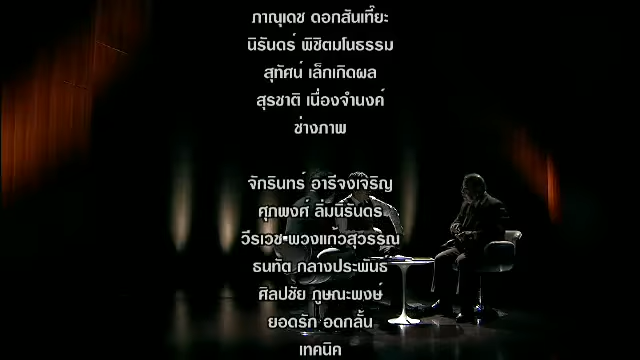 ภาณุเดช ดอกสันเทียะ
นิรันดร์ พิชิตมโนธรรม
สุทัศน์ เล็กเกิดผล
สุรชาติ เนื่องจำนงค์
ช่างภาพ
จักรินทร์ อารีจงเจริญ
ศุภพงศ์ ลิ่มนิรันดร
วีรเวช พวงแก้วสุวรรณ
ธนทัต กลางประพันธ์
ศิลปชัย ภูษณะพงษ์
ยอดรัก อดกลั้น
เทคนิค